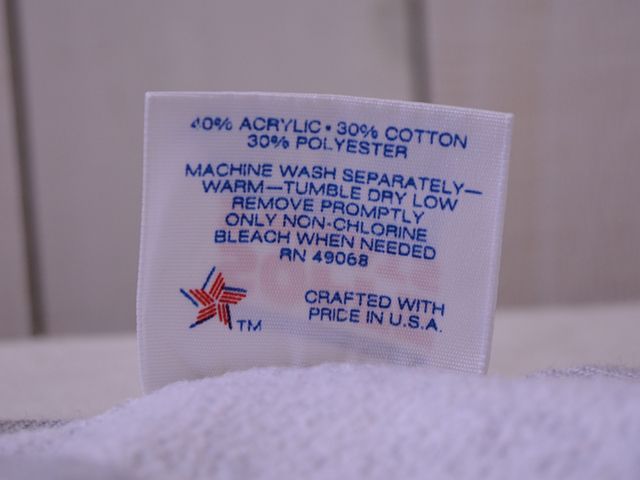 40% ACRYLIC • 30% COTTON
30% POLYESTER
MACHINE WASH SEPARATELY—
WARM—TUMBLE DRY LOW
REMOVE PROMPTLY
ONLY NON-CHLORINE
BLEACH WHEN NEEDED
RN 49068
CRAFTED WITH
PRIDE IN U.S.A.
TM